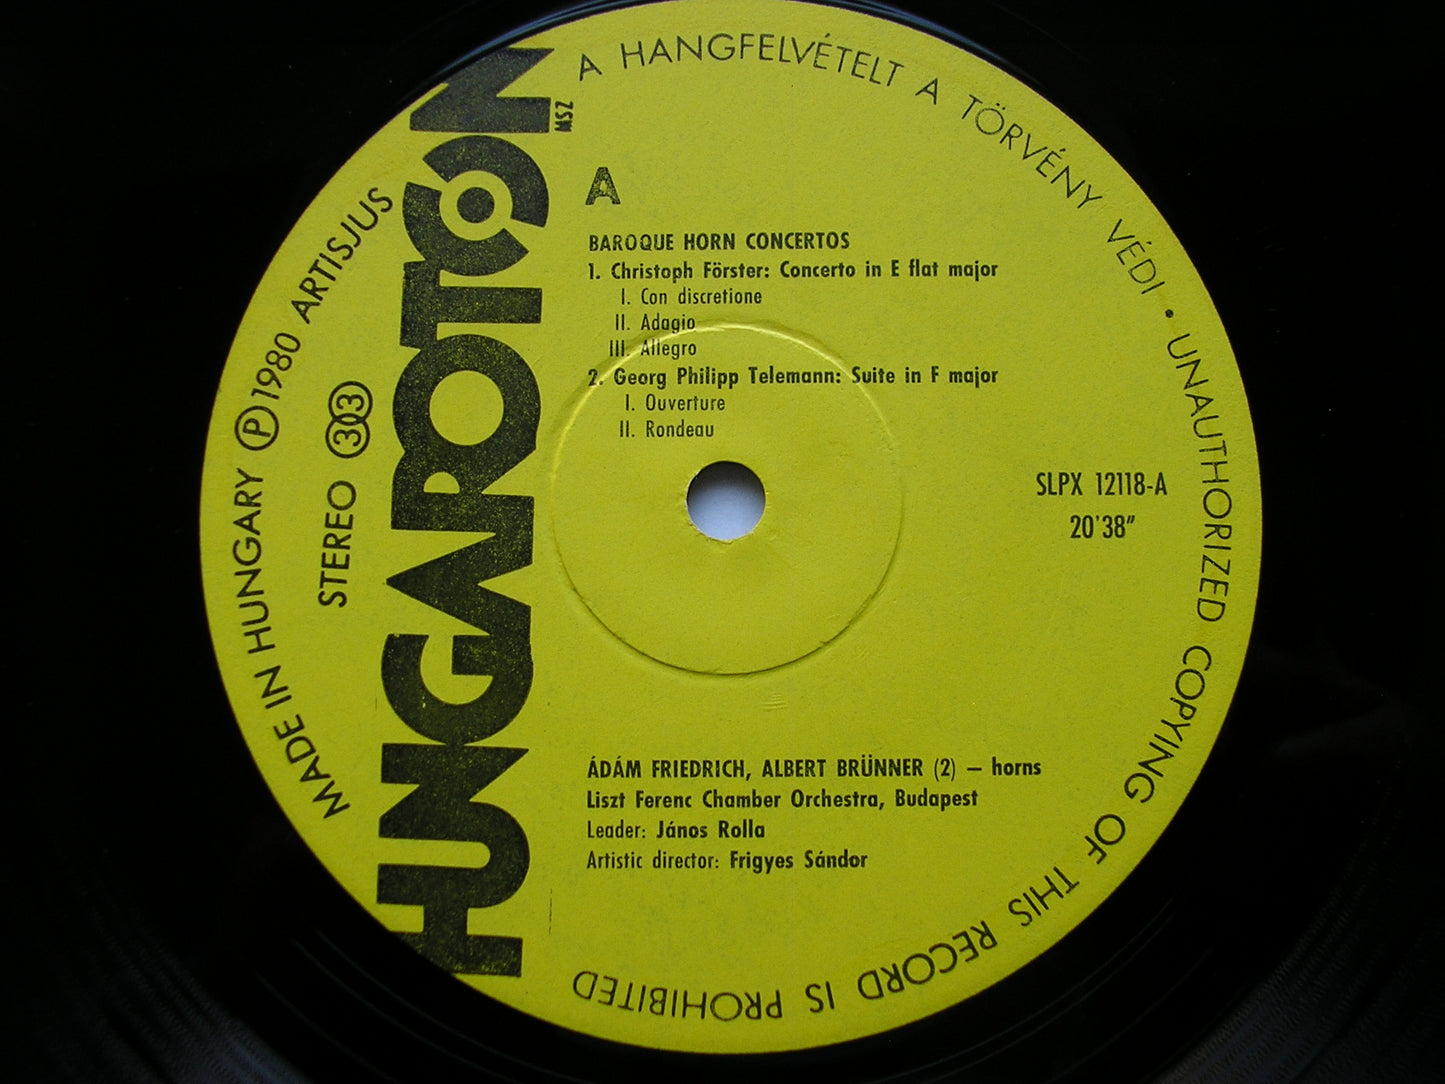 A HANGFELVÉTELT A TÖRVÉNY VÉDI • UNAUTHORIZED COPYING OF THIS RECORD IS PROHIBITED
MADE IN HUNGARY Ⓟ 1980 ARTISJUS
STEREO 33
HUNGAROTON
MSZ
A
BAROQUE HORN CONCERTOS
1. Christoph Förster: Concerto in E flat major
I. Con discretione
II. Adagio
III. Allegro
2. Georg Philipp Telemann: Suite in F major
I. Ouverture
II. Rondeau
SLPX 12118-A
20'38"
ÁDÁM FRIEDRICH, ALBERT BRÜNNER (2) – horns
Liszt Ferenc Chamber Orchestra, Budapest
Leader: János Rolla
Artistic director: Frigyes Sándor